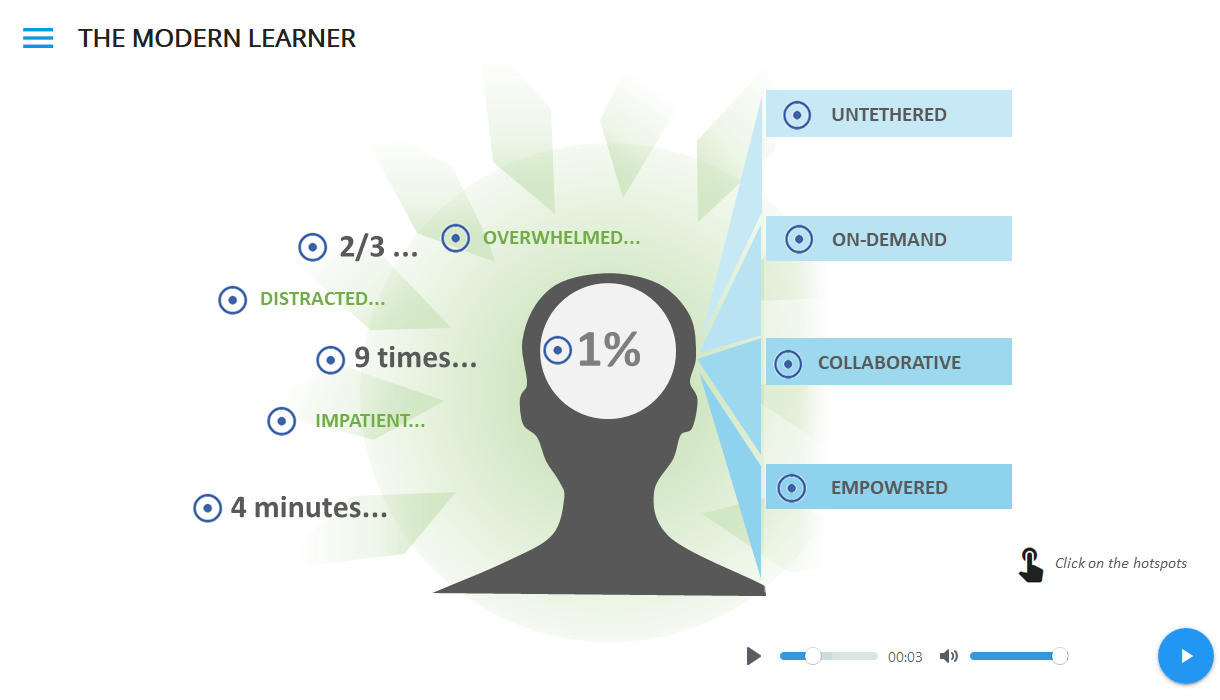 THE MODERN LEARNER
UNTETHERED
2/3 ...
OVERWHELMED...
ON-DEMAND
DISTRACTED...
9 times...
1%
COLLABORATIVE
IMPATIENT...
4 minutes...
EMPOWERED
Click on the hotspots
00:03